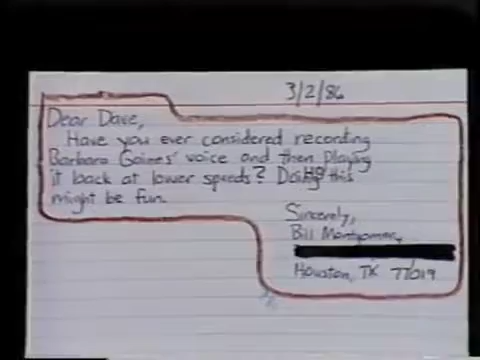 3/2/86
Dear Dave,
Have you ever considered recording
Barbara Gaines' voice and then playing
it back at lower speeds? Doing this
might be fun.
Sincerely,
Bill Montgomery
Houston, TX 77019